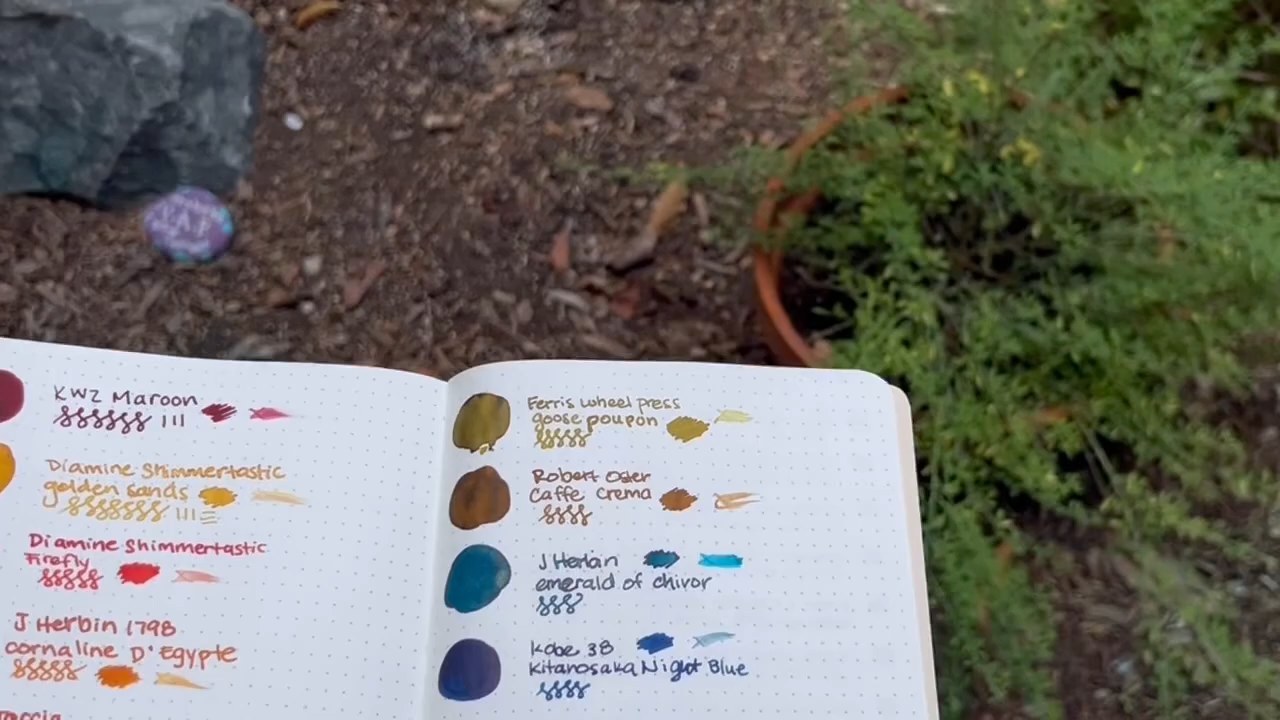 KWZ Maroon
Diamine Shimmertastic
golden sands
Diamine Shimmertastic
Firefly
J Herbin 1798
cornaline D'Egypte
Ferris wheel press
goose poupon
Robert Oster
Caffe Crema
J Herbin
emerald of chivor
Kobe 38
Kitanosaka Night Blue